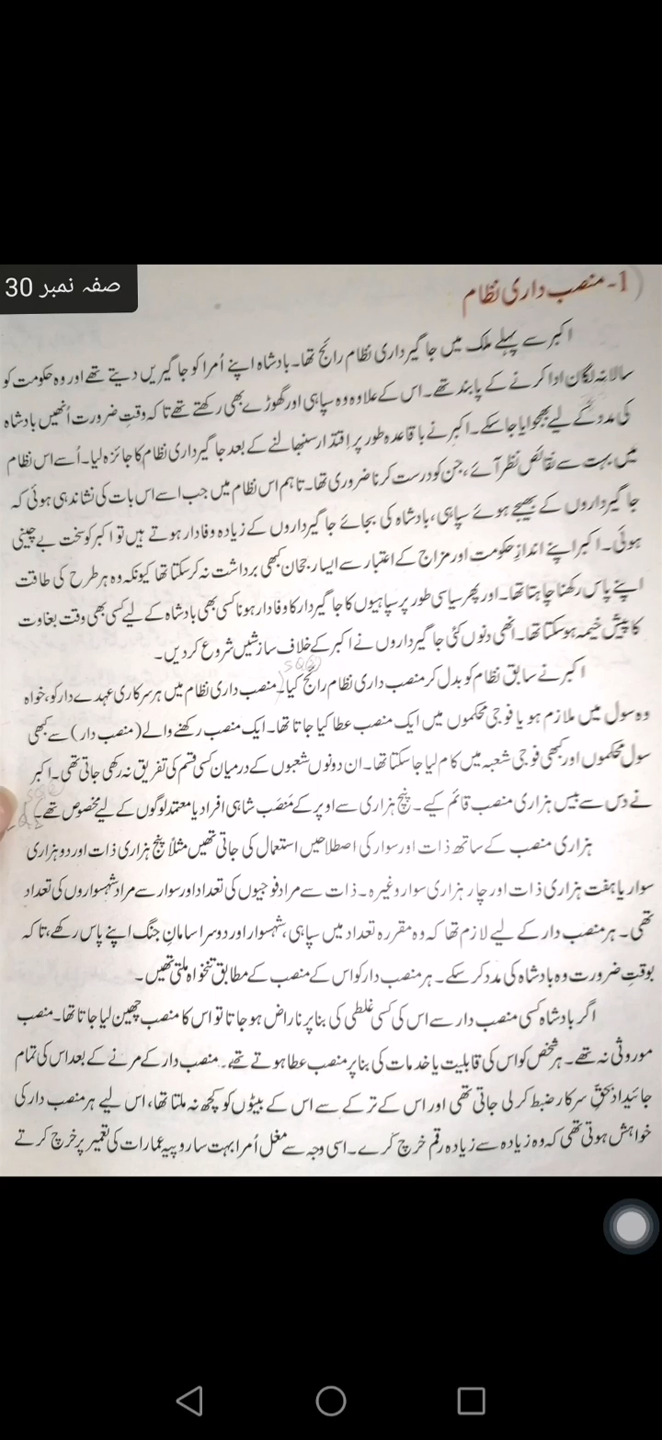 صفہ نمبر 30
1- منصب داری نظام
اکبر سے پہلے ملک میں جاگیرداری نظام رائج تھا۔ بادشاہ اپنے اُمرا کو جاگیریں دیتے تھے اور وہ حکومت کو
سالانہ لگان ادا کرنے کے پابند تھے۔ اس کے علاوہ وہ سپاہی اور گھوڑے بھی رکھتے تھے تا کہ وقتِ ضرورت اُنھیں بادشاہ
کی مدد کے لیے بھجوایا جا سکے۔ اکبر نے با قاعدہ طور پر اقتدار سنبھالنے کے بعد جاگیرداری نظام کا جائزہ لیا۔ اُسے اس نظام
میں بہت سے نقائص نظر آئے، جن کو درست کرنا ضروری تھا۔ تاہم اس نظام میں جب اسے اس بات کی نشاندہی ہوئی کہ
جاگیرداروں کے بھیجے ہوئے سپاہی، بادشاہ کی بجائے جاگیرداروں کے زیادہ وفادار ہوتے ہیں تو اکبر کو سخت بے چینی
ہوئی۔ اکبر اپنے اندازِ حکومت اور مزاج کے اعتبار سے ایسا رجحان کبھی برداشت نہ کر سکتا تھا کیونکہ وہ ہر طرح کی طاقت
اپنے پاس رکھنا چاہتا تھا۔ اور پھر سیاسی طور پر سپاہیوں کا جاگیردار کا وفادار ہونا کسی بھی بادشاہ کے لیے کسی بھی وقت بغاوت
کا پیش خیمہ ہو سکتا تھا۔ انھی دنوں کئی جاگیرداروں نے اکبر کے خلاف سازشیں شروع کر دیں۔
اکبر نے سابق نظام کو بدل کر منصب داری نظام رائج کیا۔ منصب داری نظام میں ہر سرکاری عہدے دار کو، خواہ
وہ سول میں ملازم ہو یا فوجی محکموں میں ایک منصب عطا کیا جاتا تھا۔ ایک منصب رکھنے والے (منصب دار) سے کبھی
سول محکموں اور کبھی فوجی شعبہ میں کام لیا جا سکتا تھا۔ ان دونوں شعبوں کے درمیان کسی قسم کی تفریق نہ رکھی جاتی تھی۔ اکبر
نے دس سے بیس ہزاری منصب قائم کیے۔ پنج ہزاری سے اوپر کے مَنصَب شاہی افراد یا معتمد لوگوں کے لیے مخصوص تھے۔
ہزاری منصب کے ساتھ ذات اور سوار کی اصطلاحیں استعمال کی جاتی تھیں مثلاً پنج ہزاری ذات اور دو ہزاری
سوار یا ہفت ہزاری ذات اور چار ہزاری سوار وغیرہ۔ ذات سے مراد فوجیوں کی تعداد اور سوار سے مراد شہسواروں کی تعداد
تھی۔ ہر منصب دار کے لیے لازم تھا کہ وہ مقررہ تعداد میں سپاہی، شہسوار اور دوسرا سامانِ جنگ اپنے پاس رکھے، تا کہ
بوقتِ ضرورت وہ بادشاہ کی مدد کر سکے۔ ہر منصب دار کو اس کے منصب کے مطابق تنخواہ ملتی تھیں۔
اگر بادشاہ کسی منصب دار سے اس کی کسی غلطی کی بنا پر ناراض ہو جاتا تو اس کا منصب چھین لیا جاتا تھا۔ منصب
موروثی نہ تھے۔ ہر شخص کو اس کی قابلیت یا خدمات کی بنا پر منصب عطا ہوتے تھے۔ منصب دار کے مرنے کے بعد اس کی تمام
جائیداد بحقِ سرکار ضبط کر لی جاتی تھی اور اس کے ترکے سے اس کے بیٹوں کو کچھ نہ ملتا تھا، اس لیے ہر منصب دار کی
خواہش ہوتی تھی کہ وہ زیادہ سے زیادہ رقم خرچ کرے۔ اسی وجہ سے مغل اُمرا بہت سا روپیہ عمارات کی تعمیر پر خرچ کرتے